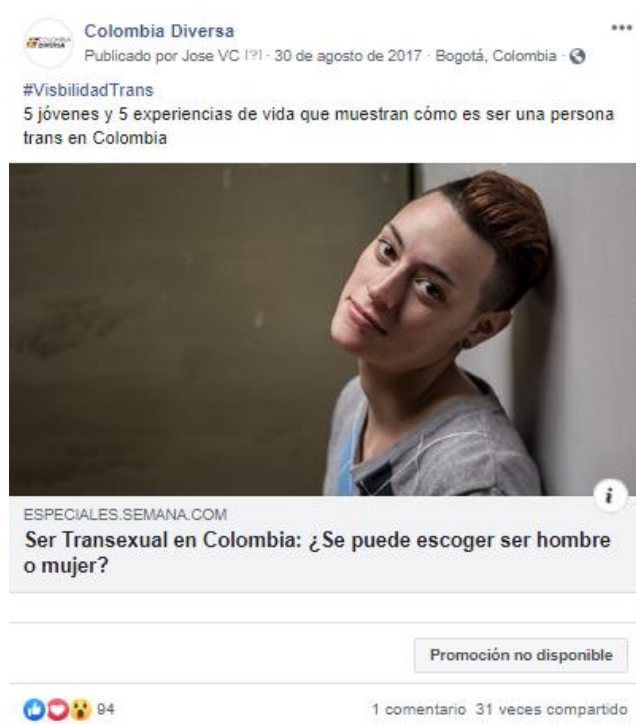 COLOMBIA
DIVERSA
Colombia Diversa
Publicado por Jose VC [?] · 30 de agosto de 2017 · Bogotá, Colombia ·
#VisbilidadTrans
5 jóvenes y 5 experiencias de vida que muestran cómo es ser una persona
trans en Colombia
i
ESPECIALES.SEMANA.COM
Ser Transexual en Colombia: ¿Se puede escoger ser hombre
o mujer?
Promoción no disponible
94
1 comentario 31 veces compartido